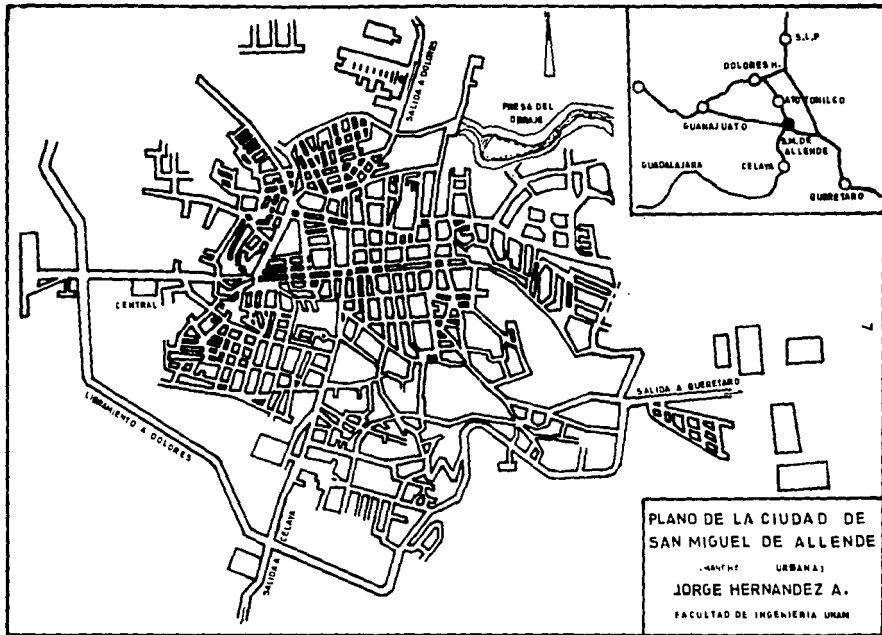 SALIDA A DOLORES
PRESA DEL
OBRAJE
S.L.P
DOLORES H.
ATOTONILCO
GUANAJUATO
S.M. DE
ALLENDE
GUADALAJARA
CELAYA
QUERETARO
CENTRAL
LIBRAMIENTO A DOLORES
SALIDA A QUERETARO
SALIDA A
CELAYA
PLANO DE LA CIUDAD DE
SAN MIGUEL DE ALLENDE
URBANA)
JORGE HERNANDEZ A.
FACULTAD DE INGENIERIA UNAM